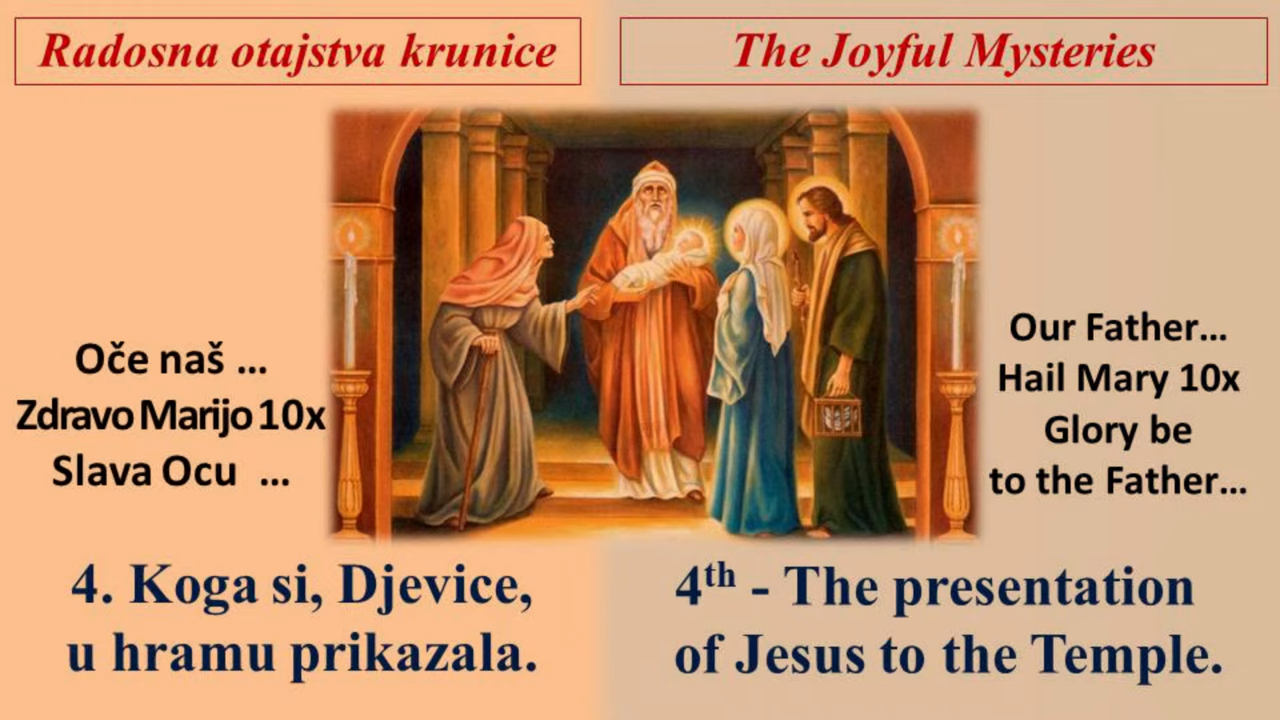 Radosna otajstva krunice
The Joyful Mysteries
Oče naš ...
Zdravo Marijo 10x
Slava Ocu ...
Our Father...
Hail Mary 10x
Glory be
to the Father...
4. Koga si, Djevice,
u hramu prikazala.
4th - The presentation
of Jesus to the Temple.